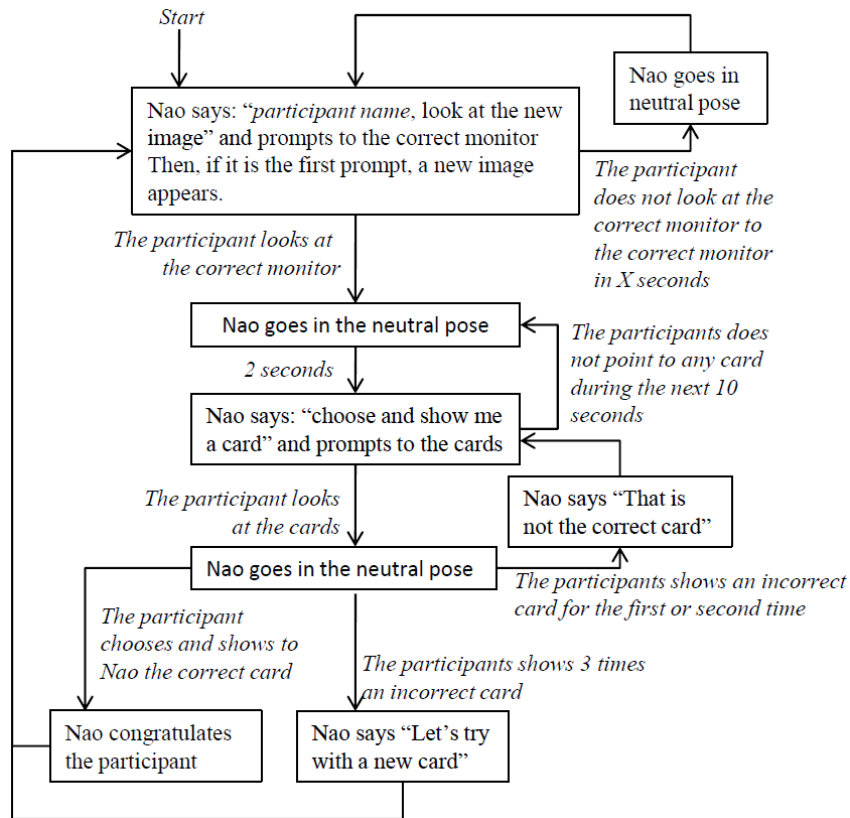 Start
Nao goes in
neutral pose
Nao says: “participant name, look at the new
image” and prompts to the correct monitor
Then, if it is the first prompt, a new image
appears.
The participant
does not look at the
correct monitor to
the correct monitor
in X seconds
The participant looks at
the correct monitor
Nao goes in the neutral pose
The participants does
not point to any card
during the next 10
seconds
2 seconds
Nao says: “choose and show me
a card” and prompts to the cards
The participant looks
at the cards
Nao says “That is
not the correct card”
Nao goes in the neutral pose
The participants shows an incorrect
card for the first or second time
The participant
chooses and shows to
Nao the correct card
The participants shows 3 times
an incorrect card
Nao congratulates
the participant
Nao says “Let’s try
with a new card”